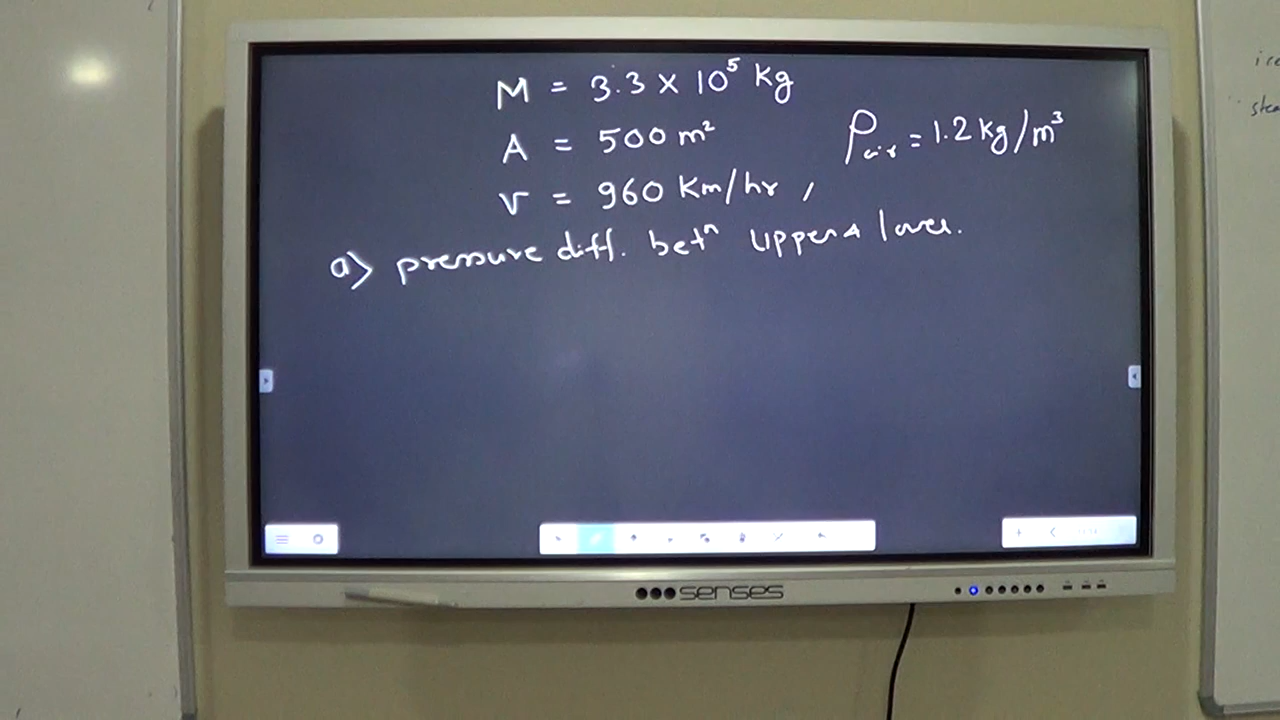 M = 3.3 × 10⁵ Kg
A = 500 m²
ρair = 1.2 kg/m³
v = 960 Km/hr,
a) pressure diff. betⁿ upper & lower.
senses